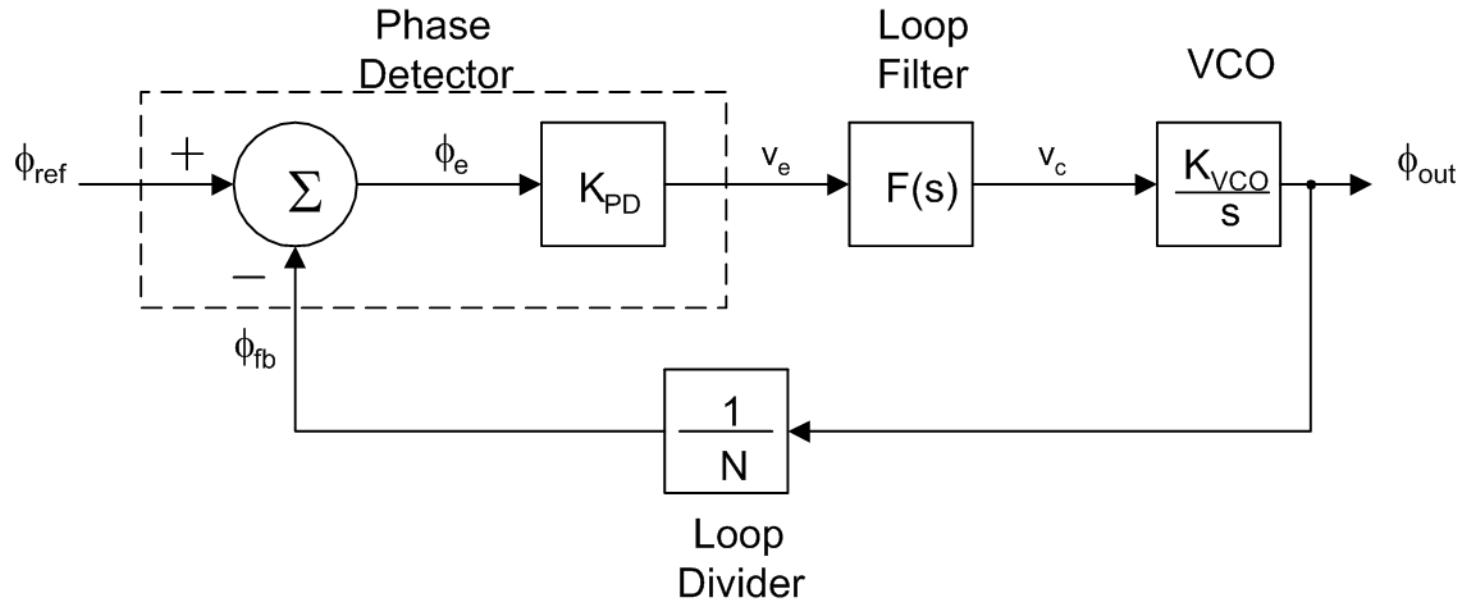 Phase
Detector
Loop
Filter
VCO
ϕref
+
Σ
ϕe
KPD
ve
F(s)
vc
KVCO
s
ϕout
−
ϕfb
1
N
Loop
Divider